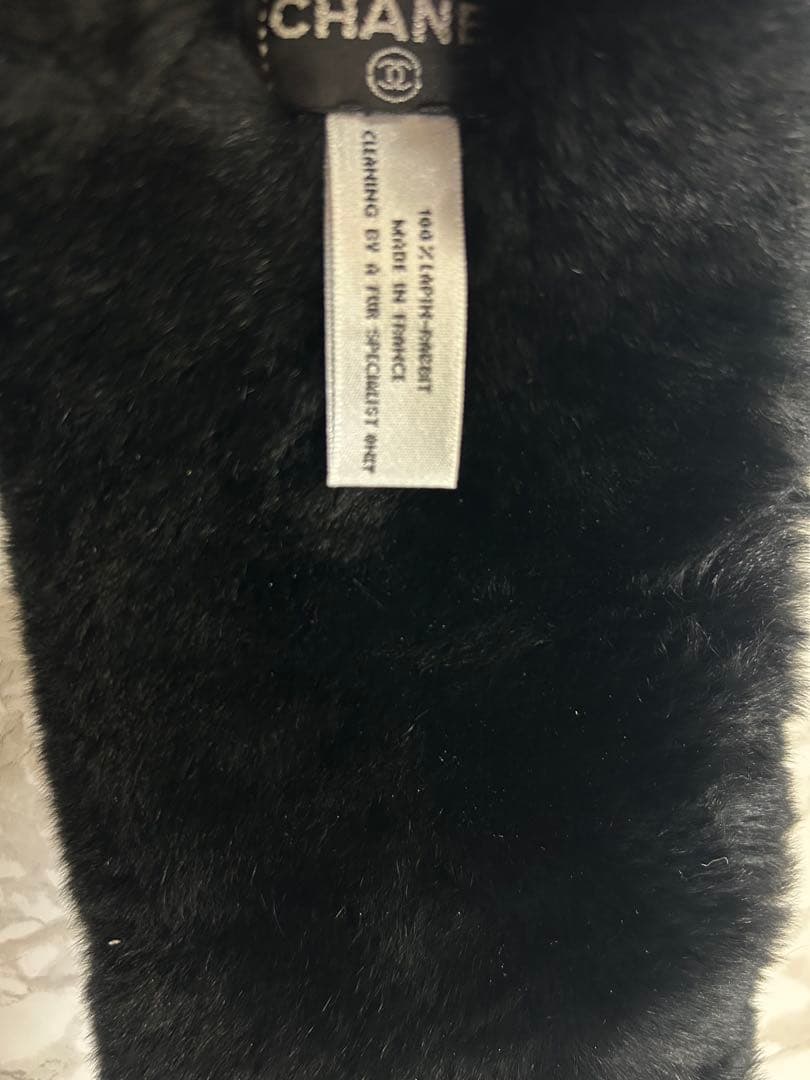 CHANE
100% LAPIN-RABBIT
MADE IN FRANCE
CLEANING BY A FUR SPECIALIST ONLY